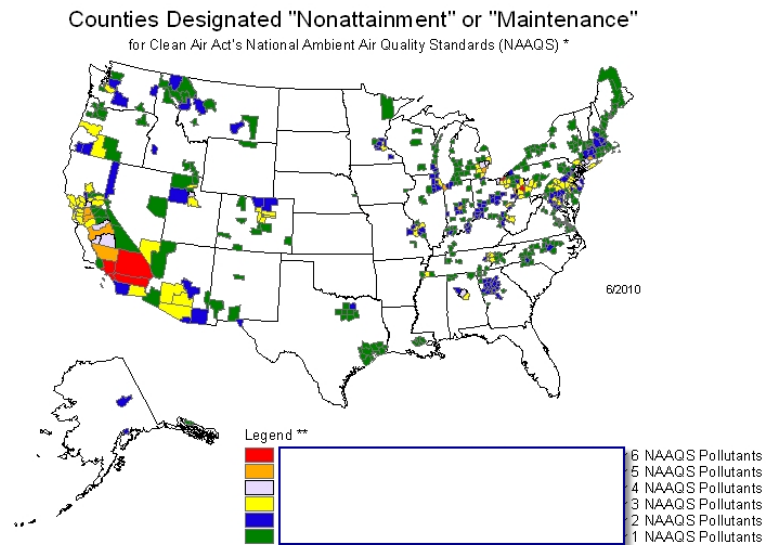 Counties Designated "Nonattainment" or "Maintenance"
for Clean Air Act's National Ambient Air Quality Standards (NAAQS) *
6/2010
Legend **
6 NAAQS Pollutants
5 NAAQS Pollutants
4 NAAQS Pollutants
3 NAAQS Pollutants
2 NAAQS Pollutants
1 NAAQS Pollutants